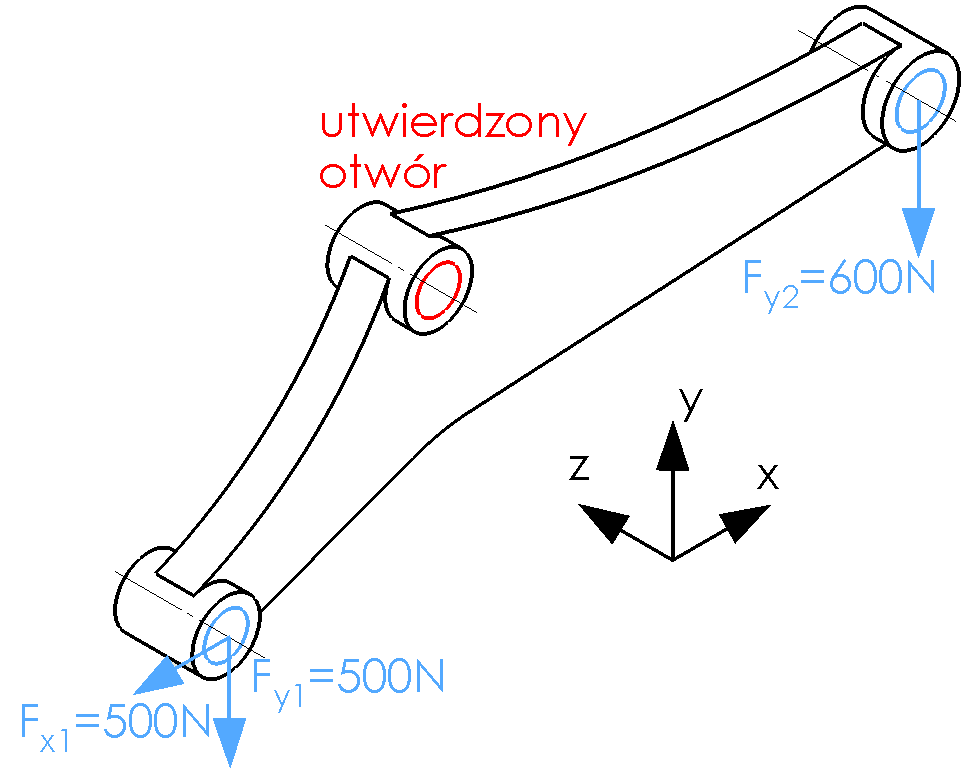 utwierdzony
otwór
Fy2=600N
y
z
x
Fy1=500N
Fx1=500N